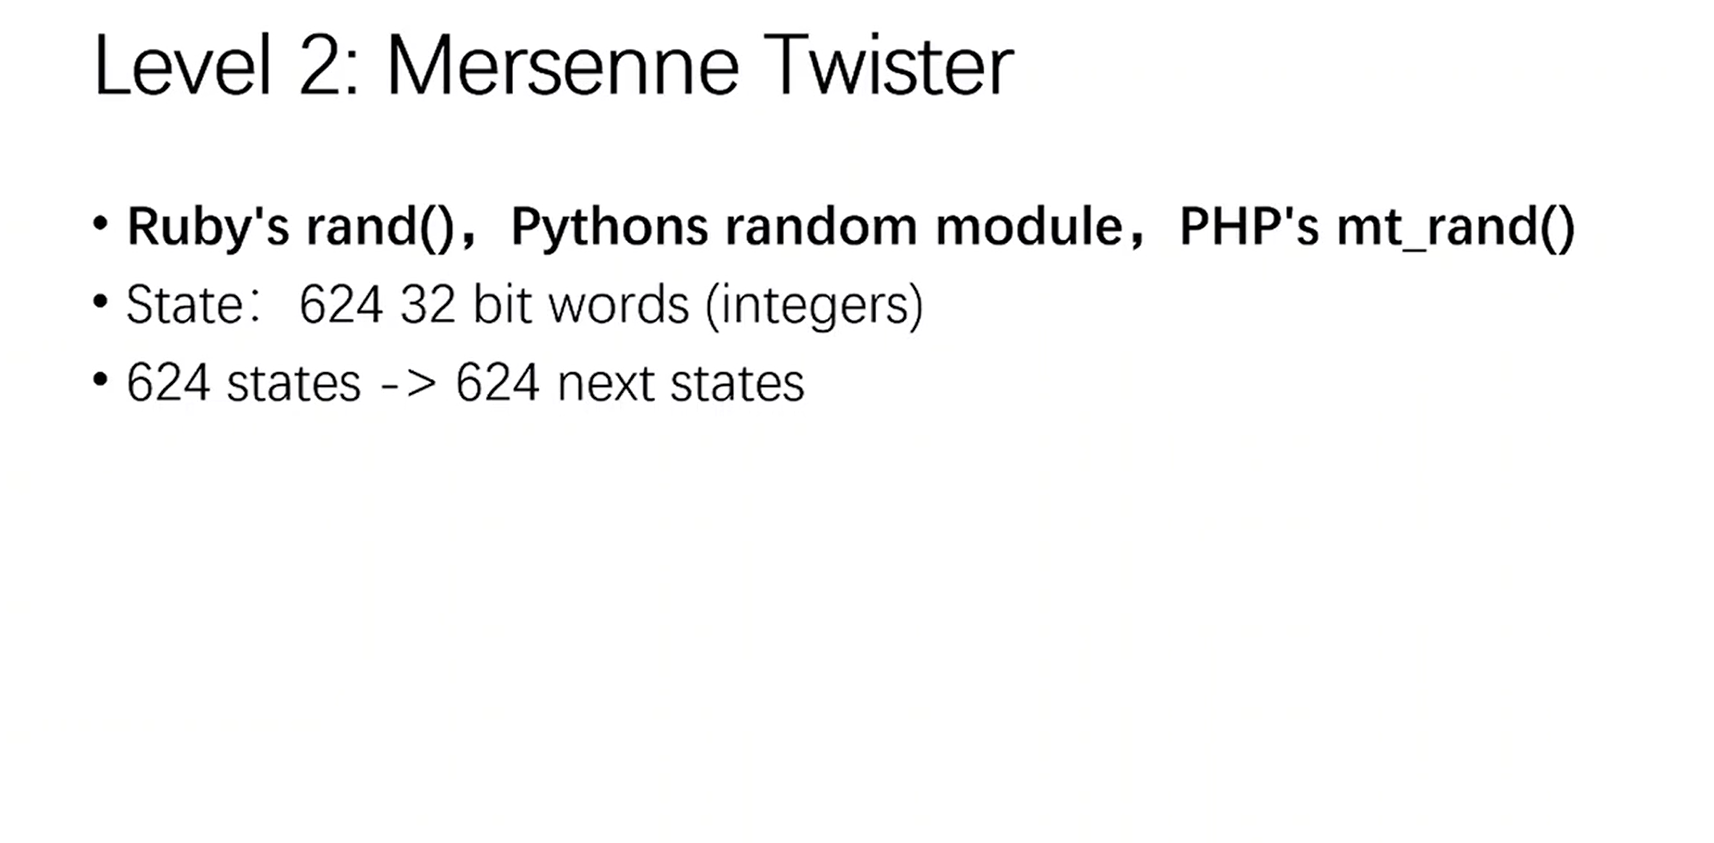 Level 2: Mersenne Twister
• Ruby's rand()，Pythons random module，PHP's mt_rand()
• State： 624 32 bit words (integers)
• 624 states -> 624 next states